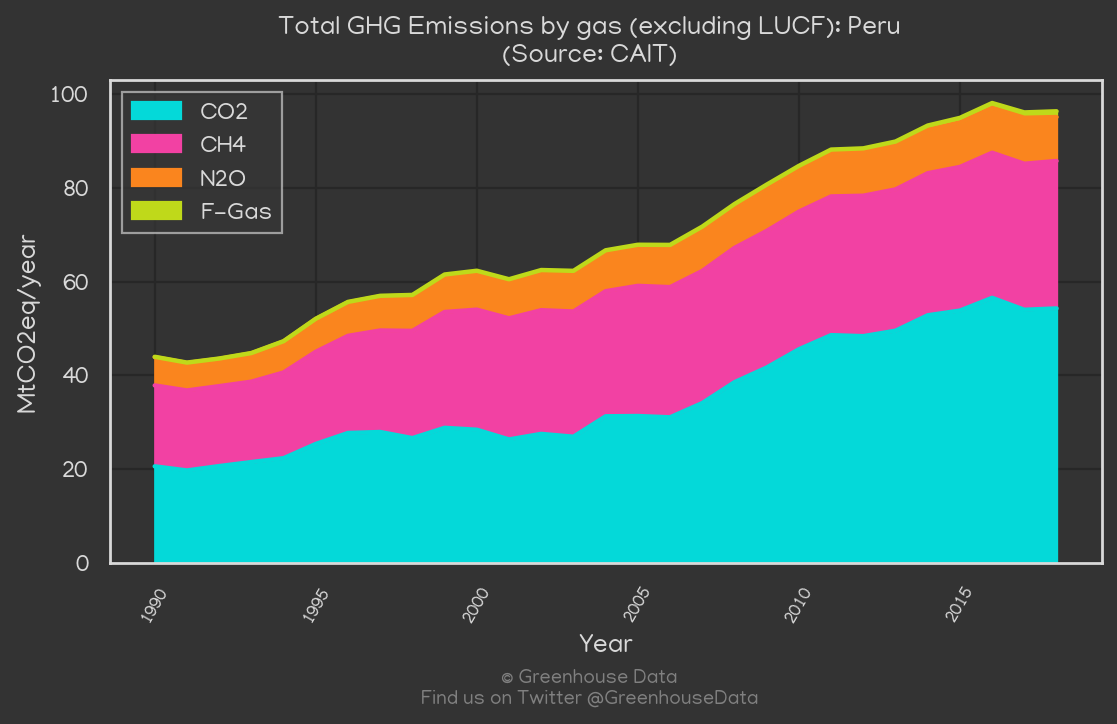 Total GHG Emissions by gas (excluding LUCF): Peru
(Source: CAIT)
CO2
CH4
N2O
F-Gas
100
80
60
40
20
0
MtCO2eq/year
1990
1995
2000
2005
2010
2015
Year
© Greenhouse Data
Find us on Twitter @GreenhouseData